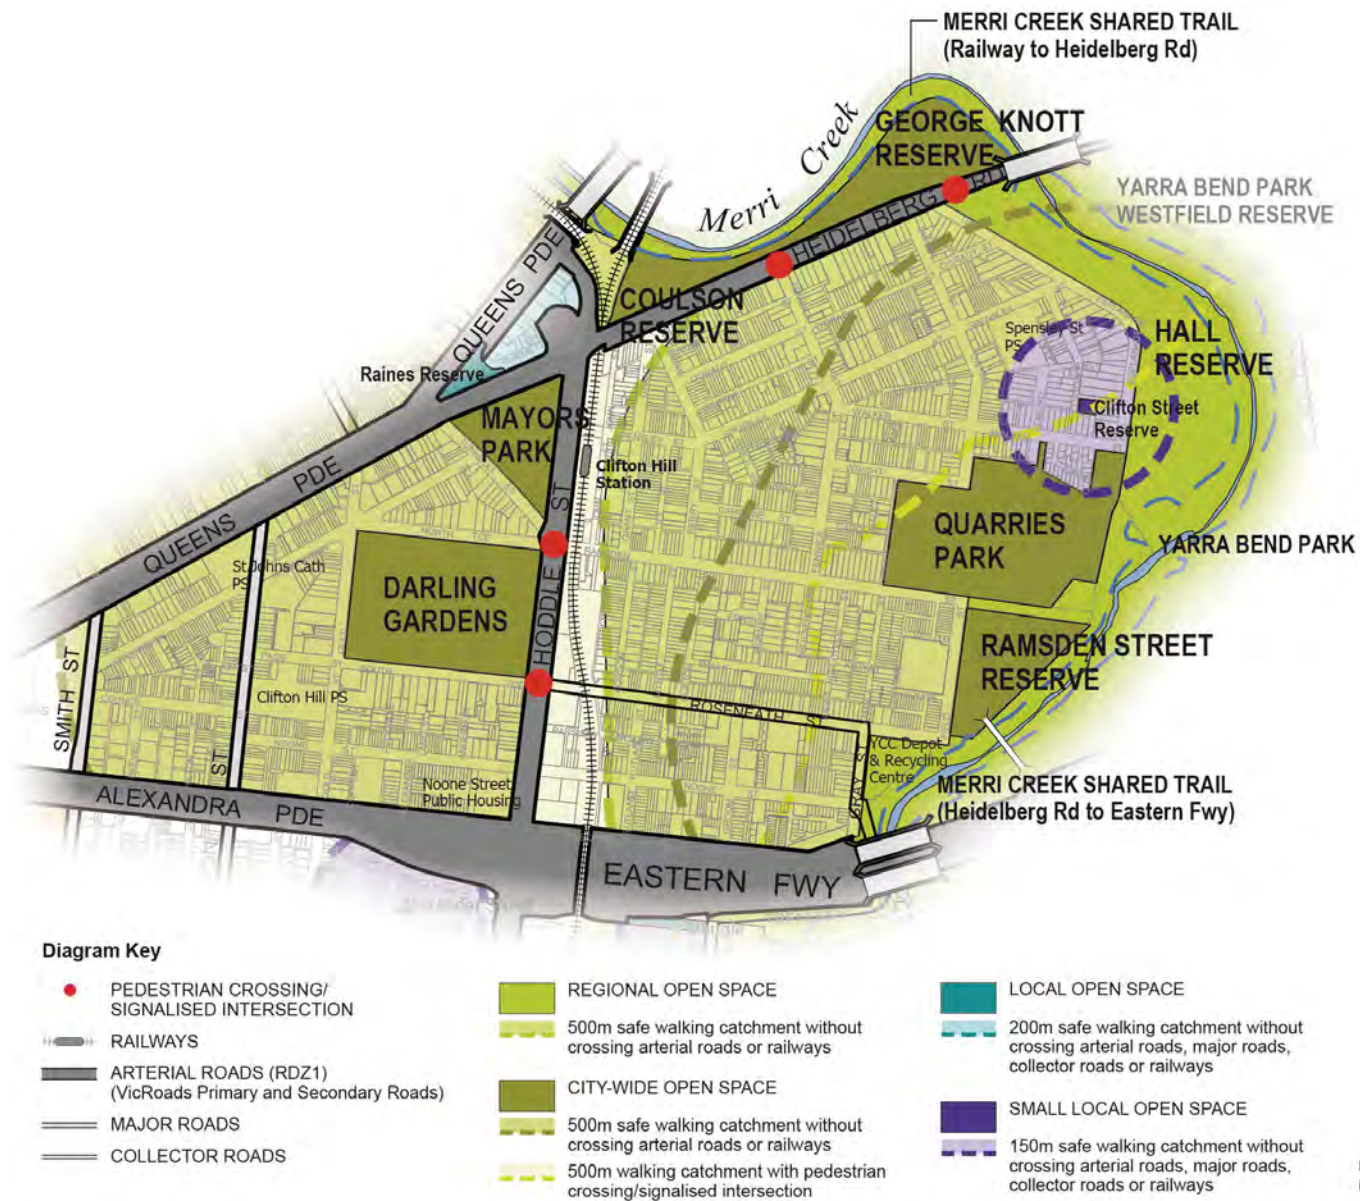 MERRI CREEK SHARED TRAIL
(Railway to Heidelberg Rd)
Merri Creek
GEORGE KNOTT
RESERVE
HEIDELBERG RD
YARRA BEND PARK
WESTFIELD RESERVE
QUEENS PDE
COULSON
RESERVE
Spensley St
PS
HALL
RESERVE
Raines Reserve
MAYORS
PARK
Clifton Street
Reserve
Clifton Hill
Station
QUEENS PDE
HODDLE ST
QUARRIES
PARK
YARRA BEND PARK
St.Johns Cath
PS
DARLING
GARDENS
RAMSDEN STREET
RESERVE
SMITH ST
Clifton Hill PS
ROSENEATH ST
ST
GRAY ST
YCC Depot
& Recycling
Centre
Noone Street
Public Housing
MERRI CREEK SHARED TRAIL
(Heidelberg Rd to Eastern Fwy)
ALEXANDRA PDE
EASTERN FWY
Diagram Key
PEDESTRIAN CROSSING/
SIGNALISED INTERSECTION
RAILWAYS
ARTERIAL ROADS (RDZ1)
(VicRoads Primary and Secondary Roads)
MAJOR ROADS
COLLECTOR ROADS
REGIONAL OPEN SPACE
500m safe walking catchment without
crossing arterial roads or railways
CITY-WIDE OPEN SPACE
500m safe walking catchment without
crossing arterial roads or railways
500m walking catchment with pedestrian
crossing/signalised intersection
LOCAL OPEN SPACE
200m safe walking catchment without
crossing arterial roads, major roads,
collector roads or railways
SMALL LOCAL OPEN SPACE
150m safe walking catchment without
crossing arterial roads, major roads,
collector roads or railways